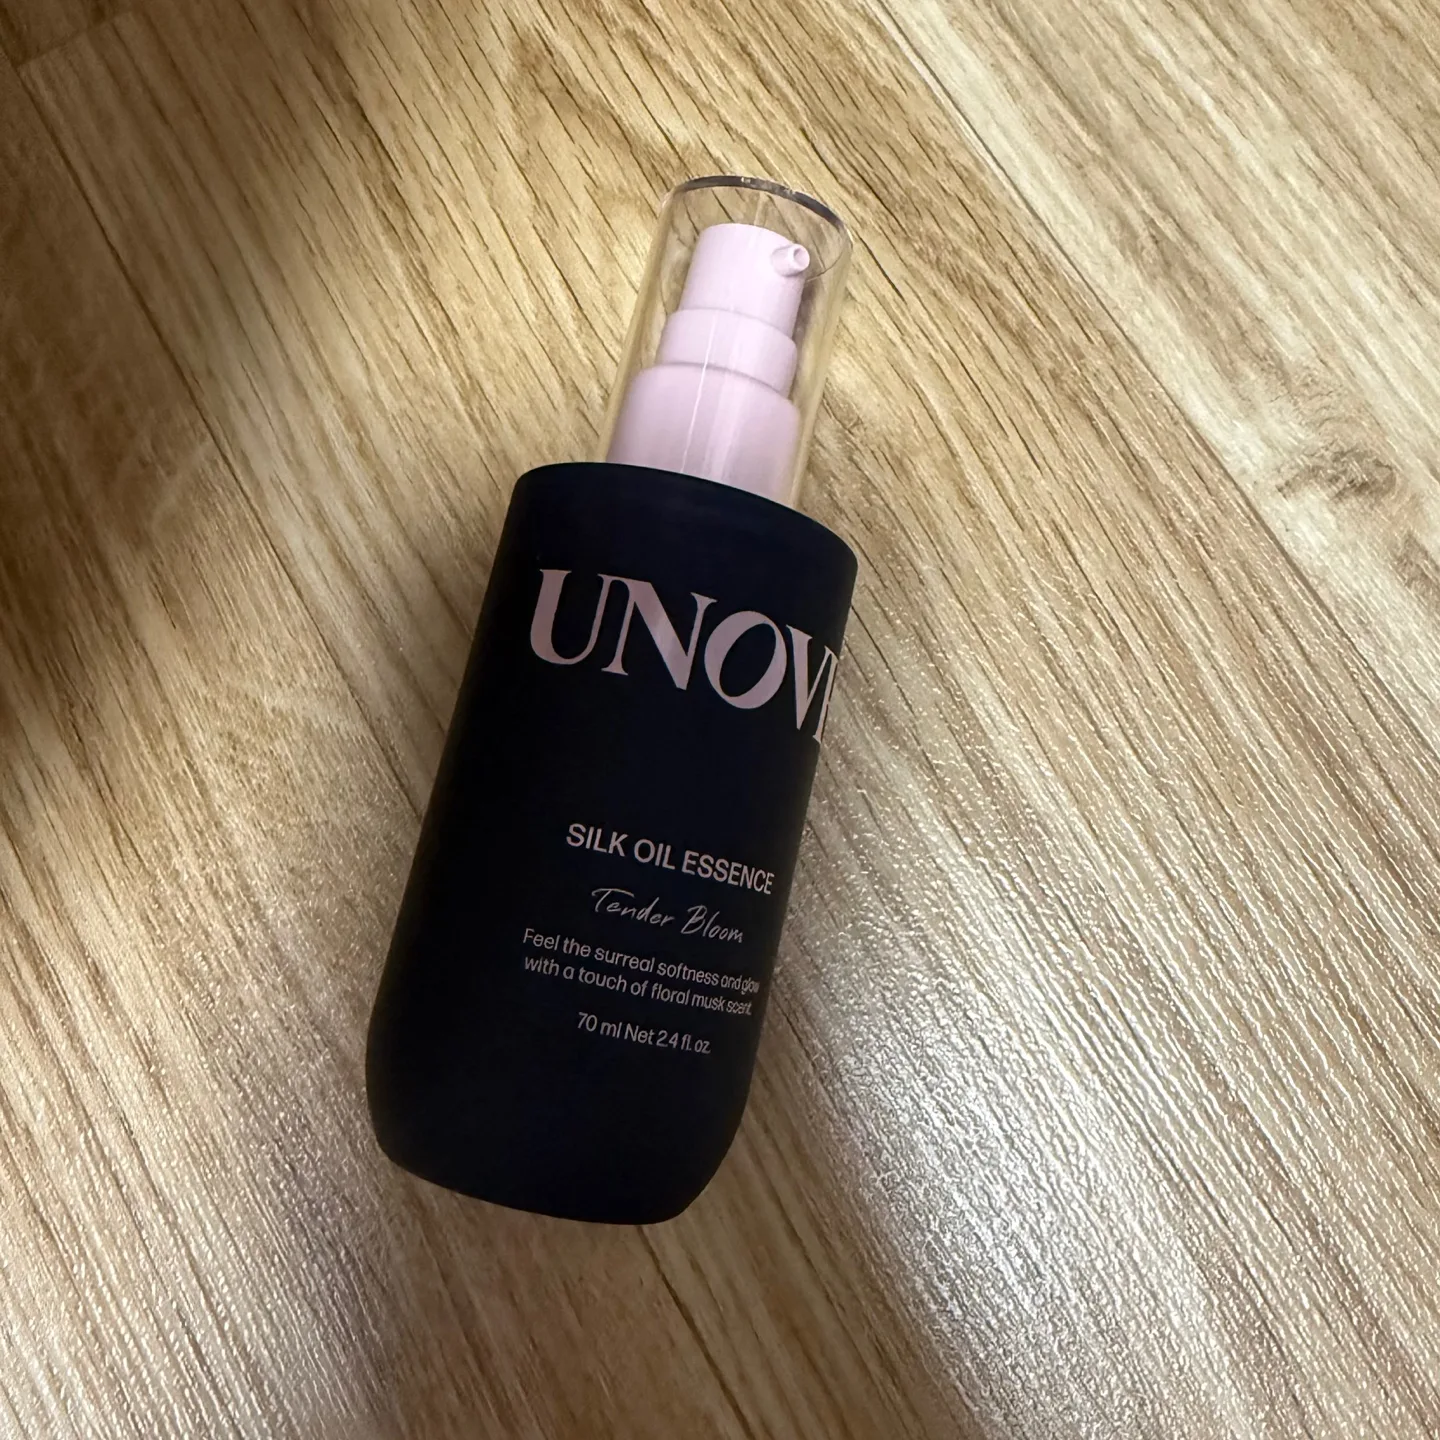 UNOVE
SILK OIL ESSENCE
Tender Bloom
Feel the surreal softness and glow
with a touch of floral musk scent.
70 ml Net 2.4 fl. oz.